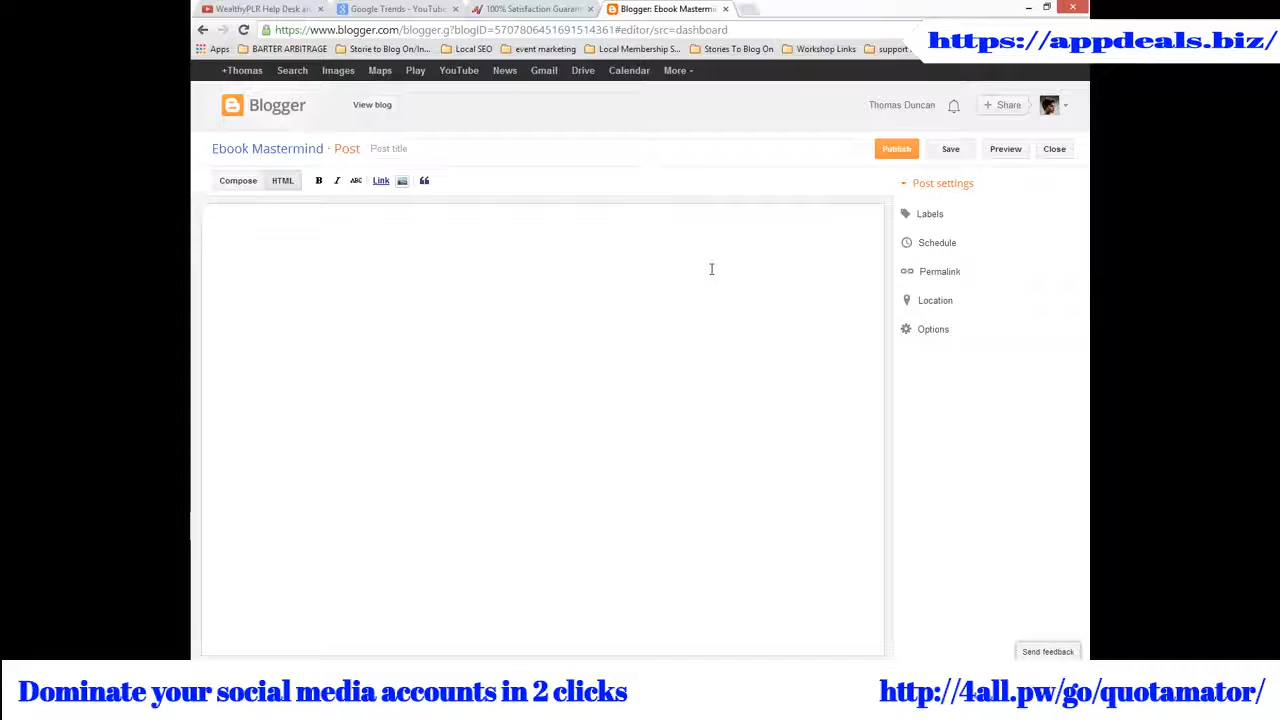 WealthyPLR Help Desk an
Google Trends - YouTube
100% Satisfaction Guaran
Blogger: Ebook Mastermi
https://www.blogger.com/blogger.g?blogID=5707806451691514361#editor/src=dashboard
Apps BARTER ARBITRAGE Storie to Blog On/In... Local SEO event marketing Local Membership S... Stories To Blog On Workshop Links support
https://appdeals.biz/
+Thomas Search Images Maps Play YouTube News Gmail Drive Calendar More
Blogger View blog Thomas Duncan + Share
Ebook Mastermind · Post Post title Publish Save Preview Close
Compose HTML B I ABC Link
Post settings
Labels
Schedule
Permalink
Location
Options
Send feedback
Dominate your social media accounts in 2 clicks http://4all.pw/go/quotamator/